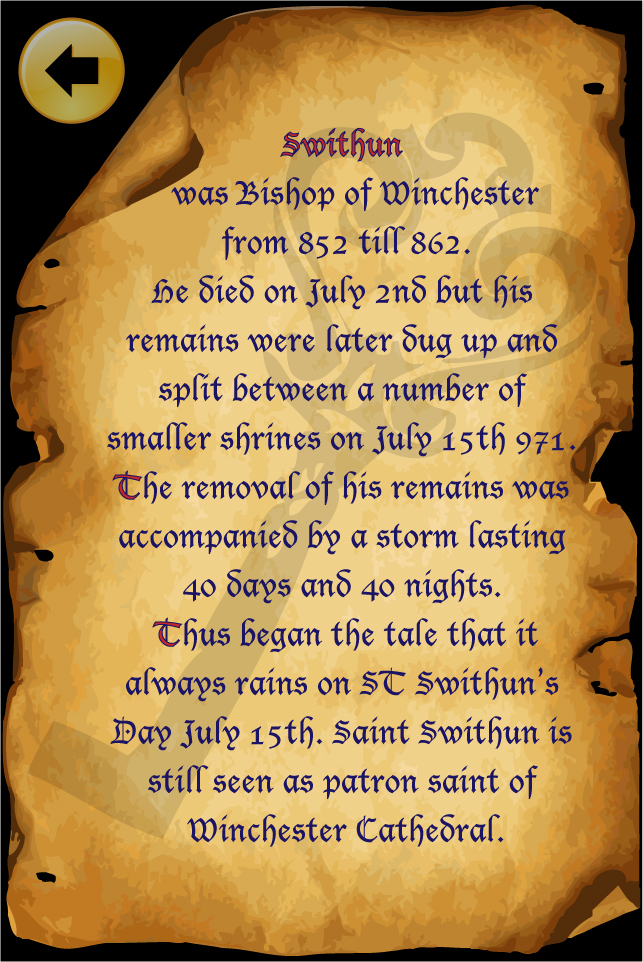 Swithun
was Bishop of Winchester
from 852 till 862.
He died on July 2nd but his
remains were later dug up and
split between a number of
smaller shrines on July 15th 971.
The removal of his remains was
accompanied by a storm lasting
40 days and 40 nights.
Thus began the tale that it
always rains on ST Swithun's
Day July 15th. Saint Swithun is
still seen as patron saint of
Winchester Cathedral.